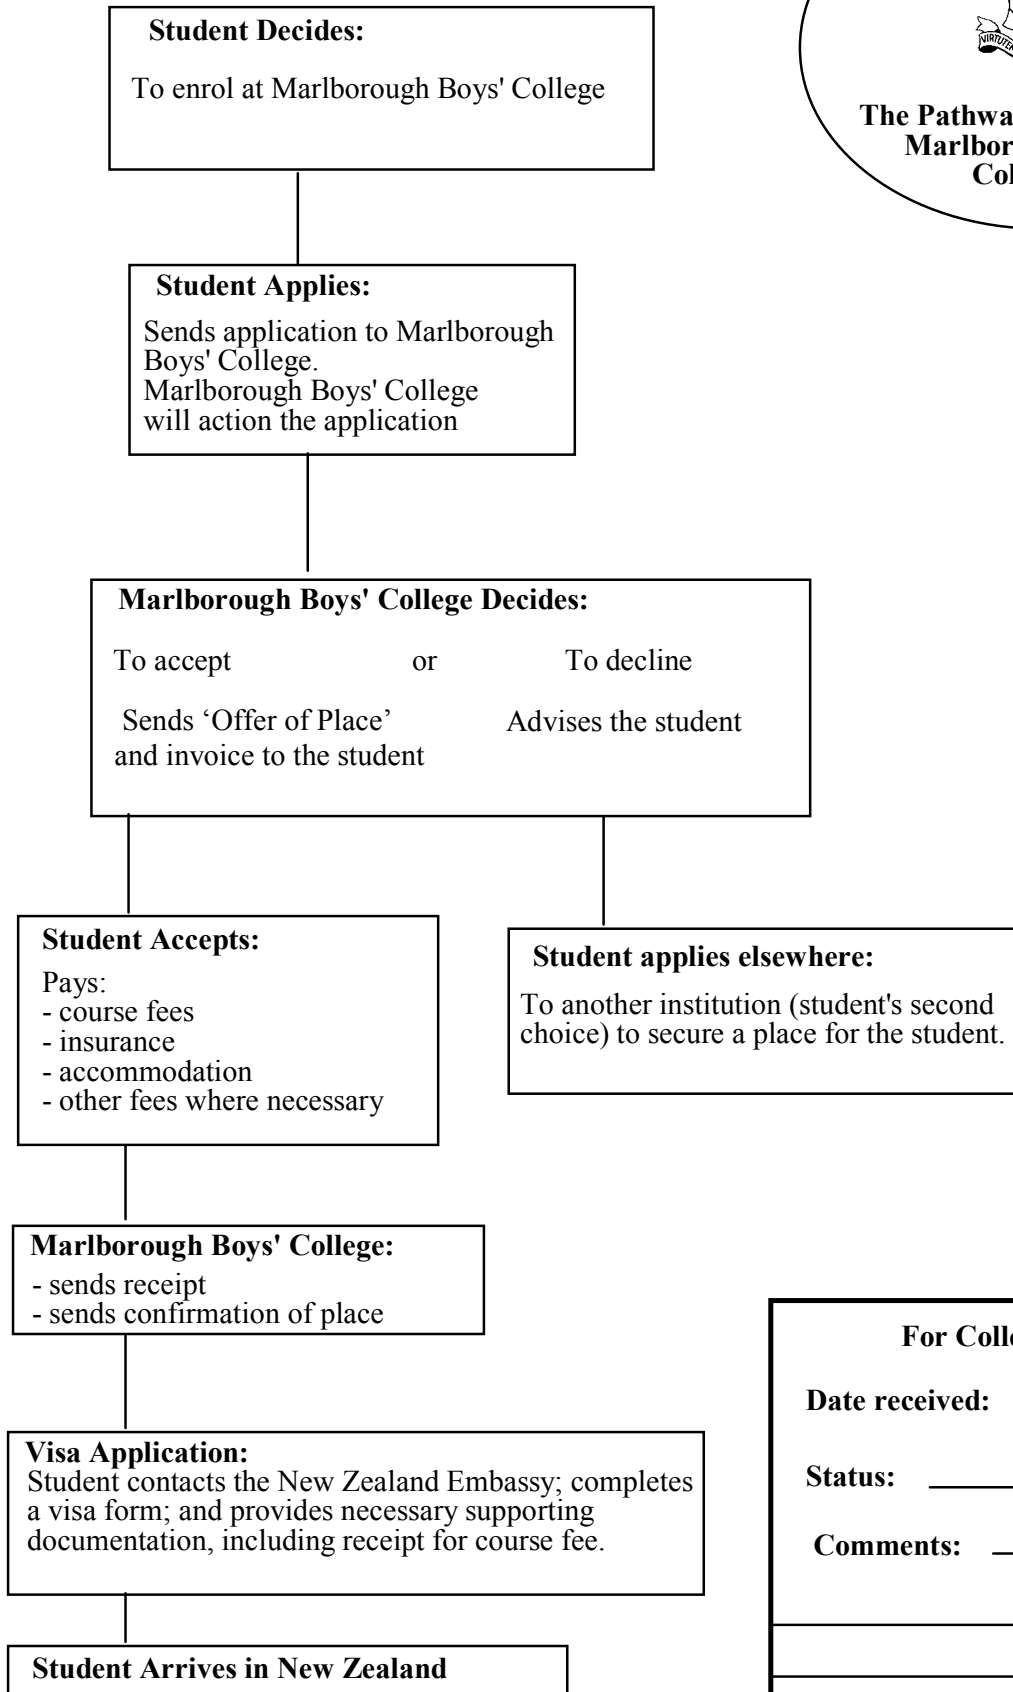 Student Decides:
To enrol at Marlborough Boys' College
The Pathwa
Marlbor
Col
Student Applies:
Sends application to Marlborough
Boys' College.
Marlborough Boys' College
will action the application
Marlborough Boys' College Decides:
To accept or To decline
Sends ‘Offer of Place’ Advises the student
and invoice to the student
Student Accepts:
Pays:
- course fees
- insurance
- accommodation
- other fees where necessary
Student applies elsewhere:
To another institution (student's second
choice) to secure a place for the student.
Marlborough Boys' College:
- sends receipt
- sends confirmation of place
Visa Application:
Student contacts the New Zealand Embassy; completes
a visa form; and provides necessary supporting
documentation, including receipt for course fee.
Student Arrives in New Zealand
For Coll
Date received:
Status:
Comments: